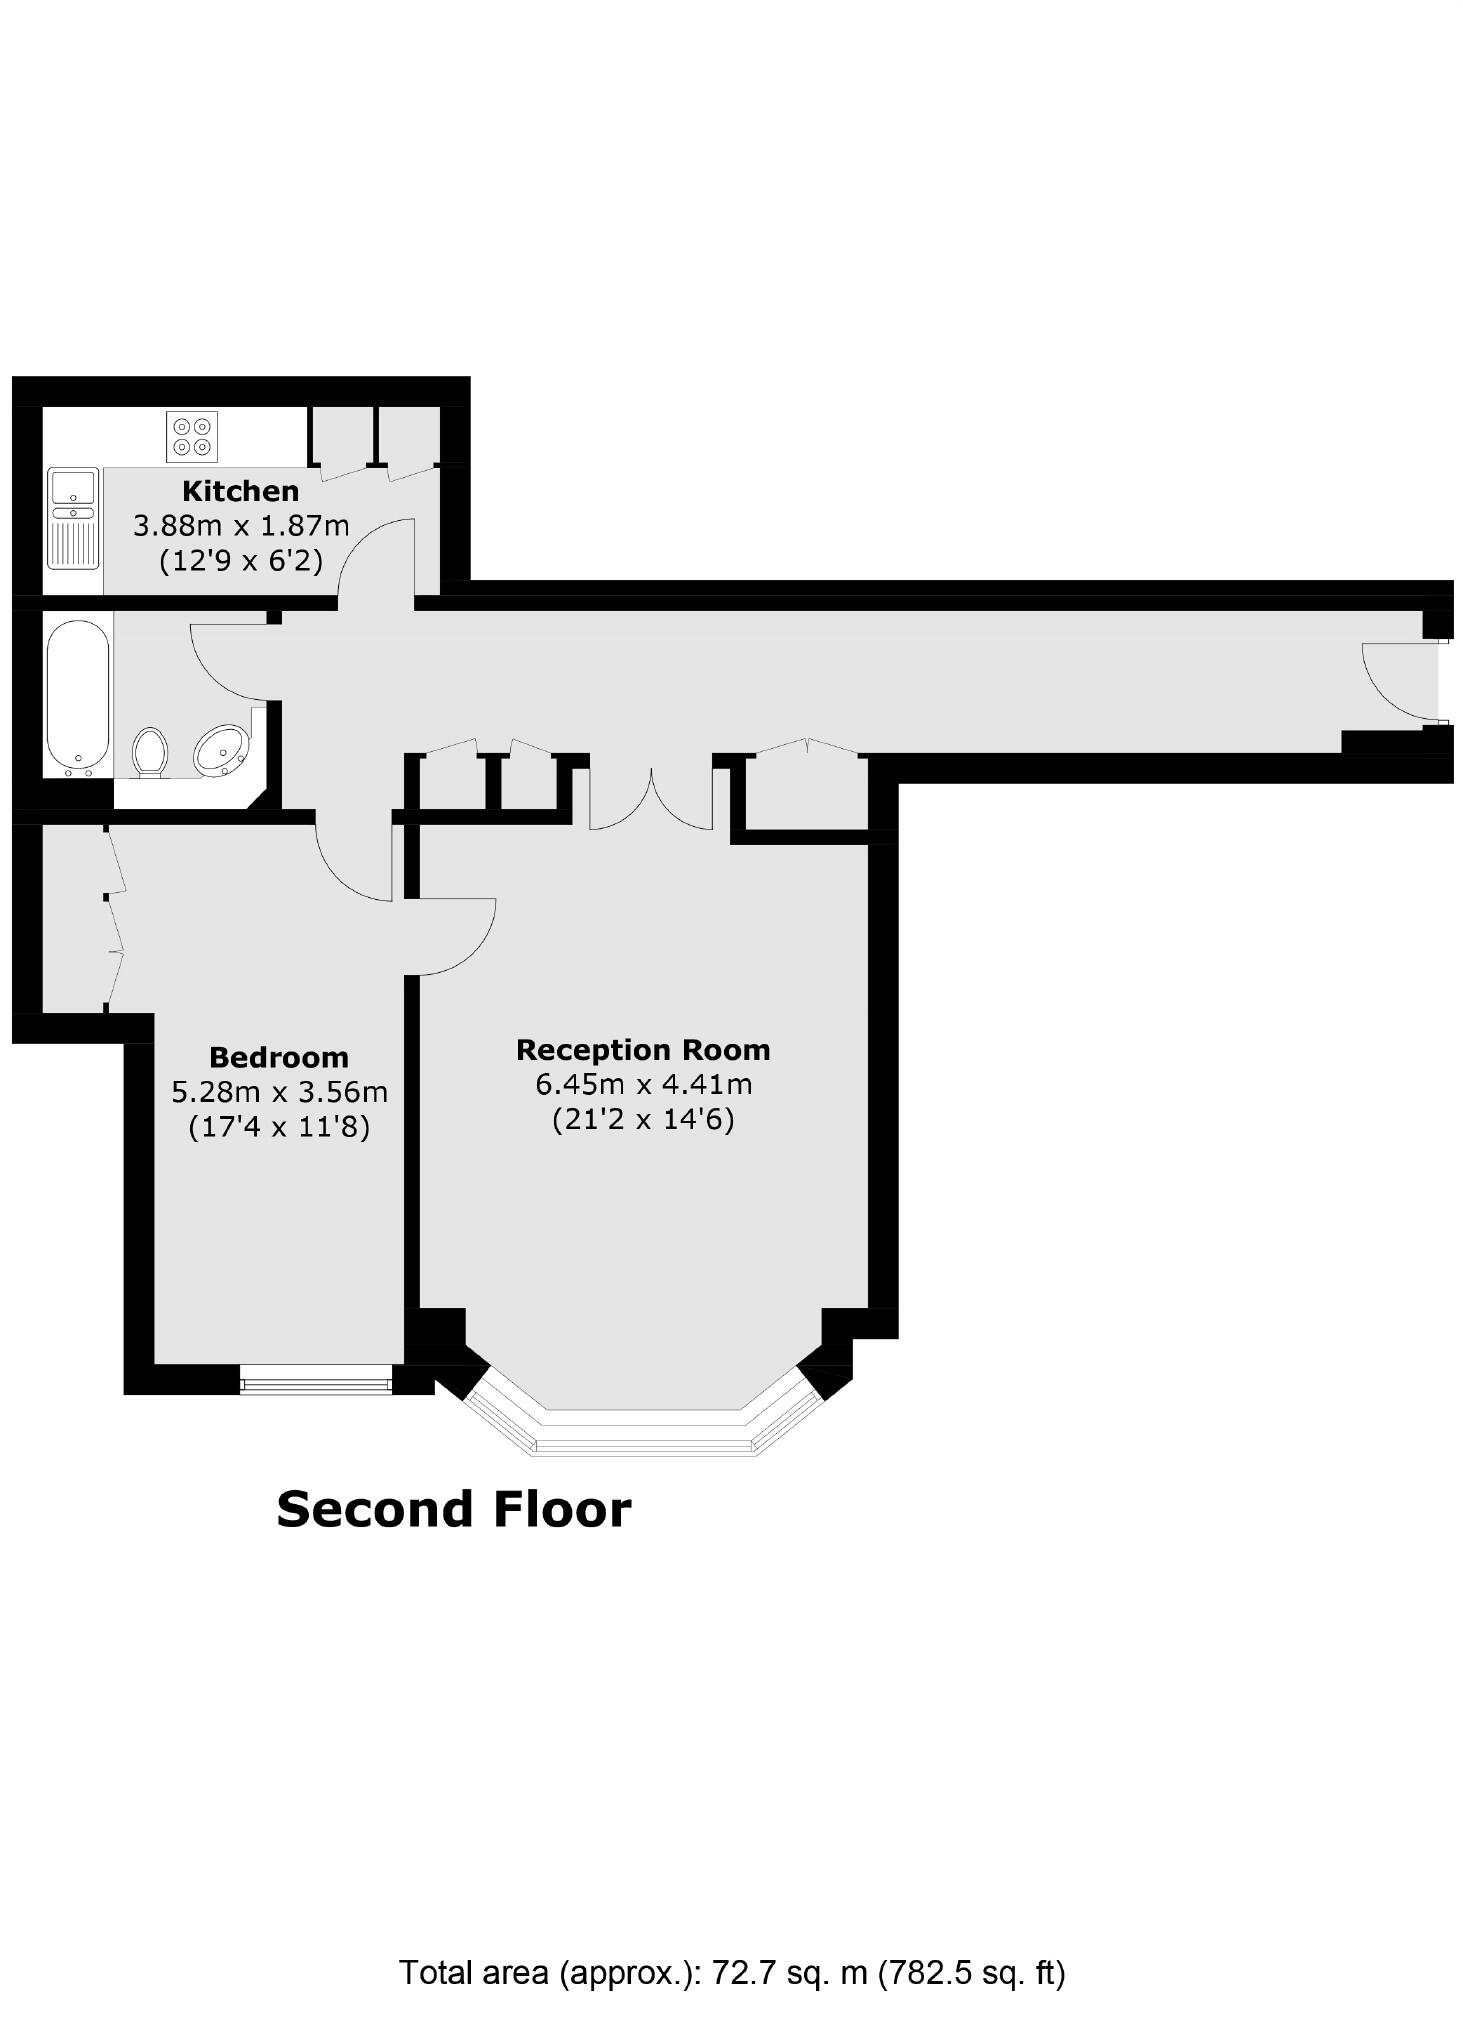 Kitchen
3.88m x 1.87m
(12'9 x 6'2)
Bedroom
5.28m x 3.56m
(17'4 x 11'8)
Reception Room
6.45m x 4.41m
(21'2 x 14'6)
Second Floor
Total area (approx.): 72.7 sq. m (782.5 sq. ft)